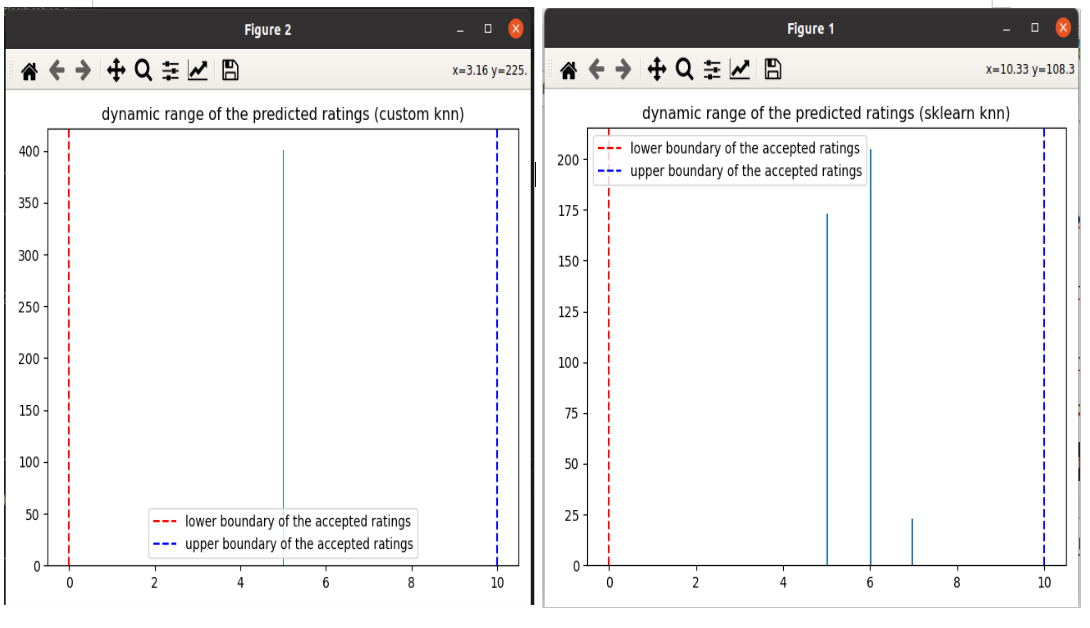 Figure 2
x=3.16 y=225.
dynamic range of the predicted ratings (custom knn)
400
350
300
250
200
150
100
50
0
lower boundary of the accepted ratings
upper boundary of the accepted ratings
0 2 4 6 8 10
Figure 1
x=10.33 y=108.3
dynamic range of the predicted ratings (sklearn knn)
lower boundary of the accepted ratings
upper boundary of the accepted ratings
200
175
150
125
100
75
50
25
0
0 2 4 6 8 10